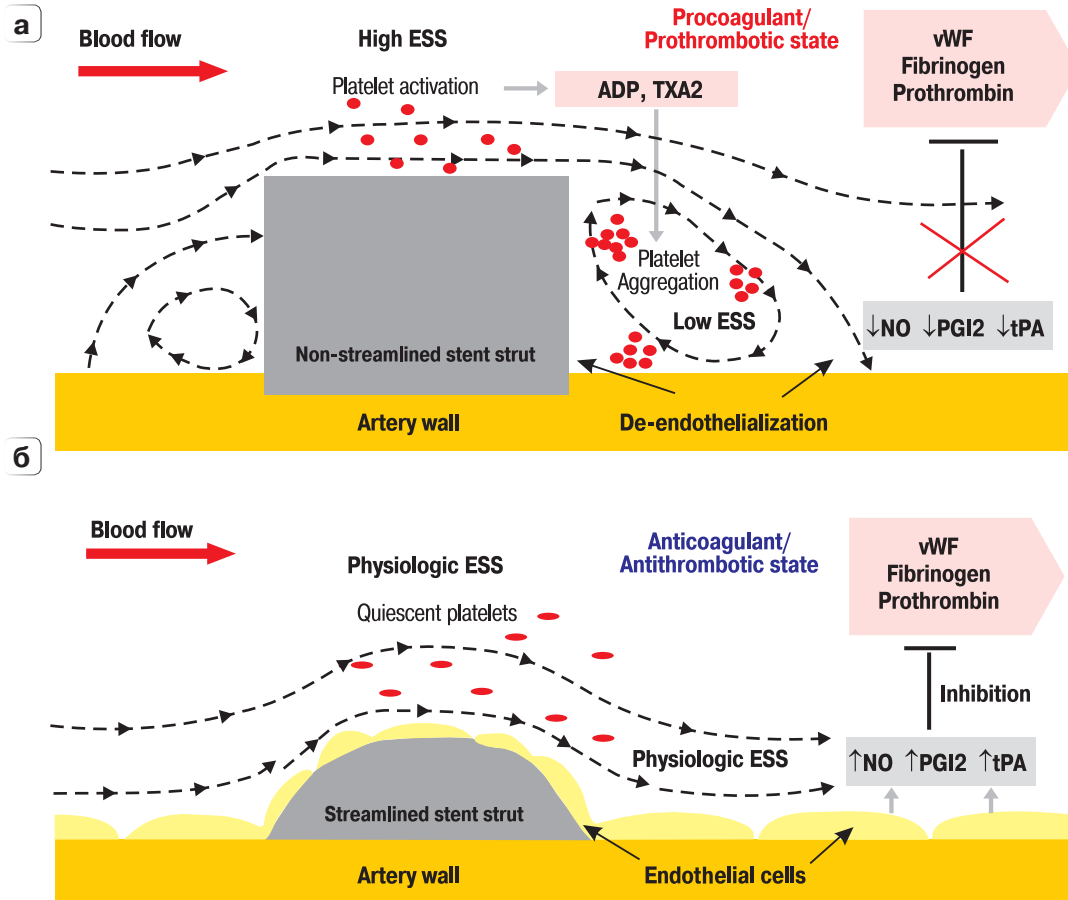 а
Blood flow
High ESS
Procoagulant/
Prothrombotic state
vWF
Fibrinogen
Prothrombin
Platelet activation
ADP, TXA2
Platelet
Aggregation
Low ESS
↓NO ↓PGI2 ↓tPA
Non-streamlined stent strut
Artery wall
De-endothelialization
б
Blood flow
Physiologic ESS
Anticoagulant/
Antithrombotic state
vWF
Fibrinogen
Prothrombin
Quiescent platelets
Inhibition
Physiologic ESS
↑NO ↑PGI2 ↑tPA
Streamlined stent strut
Artery wall
Endothelial cells